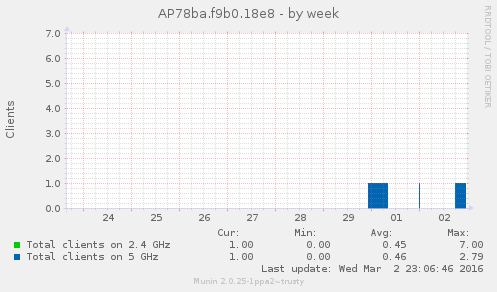 AP78ba.f9b0.18e8 - by week
RRDTOOL / TOBI OETIKER
7.0
6.0
5.0
4.0
3.0
2.0
1.0
0.0
Clients
24 25 26 27 28 29 01 02
Cur: Min: Avg: Max:
Total clients on 2.4 GHz 1.00 0.00 0.45 7.00
Total clients on 5 GHz 1.00 0.00 0.46 2.79
Last update: Wed Mar 2 23:06:46 2016
Munin 2.0.25-1ppa2~trusty